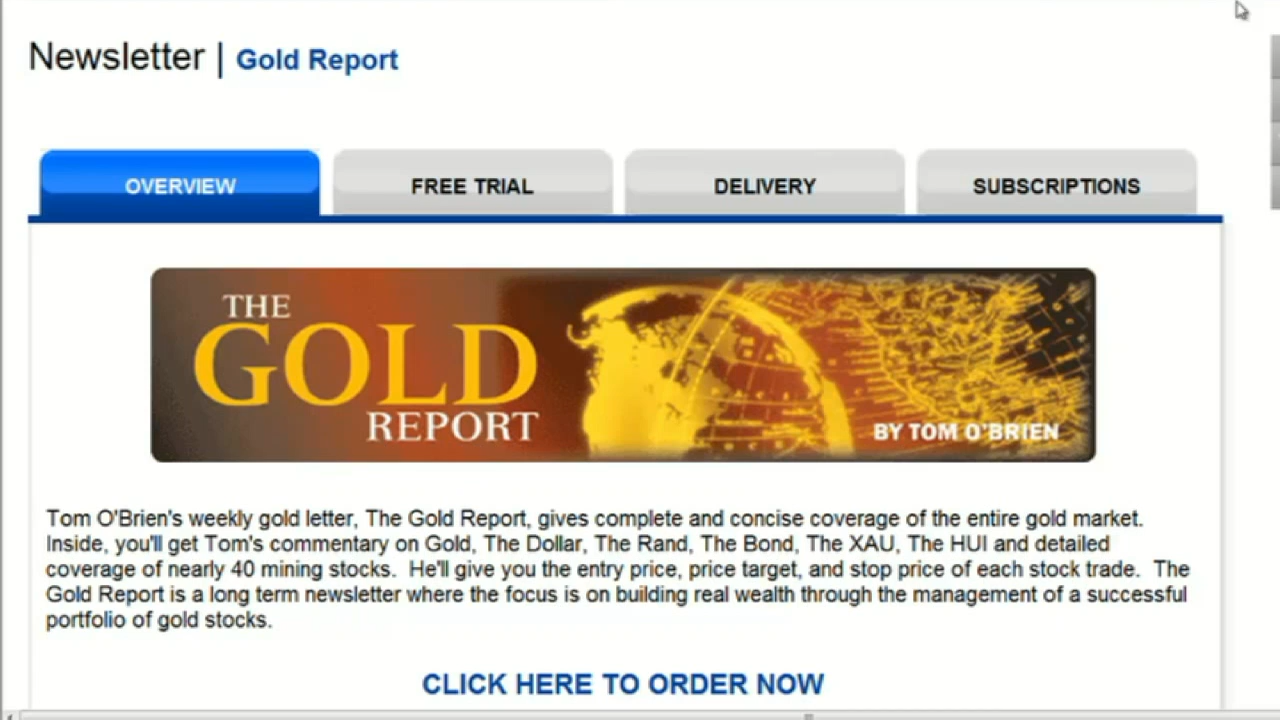 Newsletter | Gold Report
OVERVIEW FREE TRIAL DELIVERY SUBSCRIPTIONS
THE
GOLD
REPORT
BY TOM O'BRIEN
Tom O'Brien's weekly gold letter, The Gold Report, gives complete and concise coverage of the entire gold market.
Inside, you'll get Tom's commentary on Gold, The Dollar, The Rand, The Bond, The XAU, The HUI and detailed
coverage of nearly 40 mining stocks.  He'll give you the entry price, price target, and stop price of each stock trade.  The
Gold Report is a long term newsletter where the focus is on building real wealth through the management of a successful
portfolio of gold stocks.
CLICK HERE TO ORDER NOW